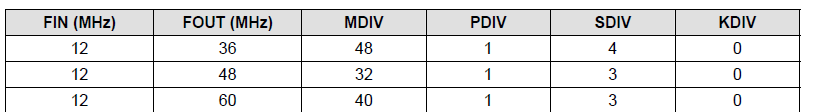 FIN (MHz) FOUT (MHz) MDIV PDIV SDIV KDIV
12 36 48 1 4 0
12 48 32 1 3 0
12 60 40 1 3 0